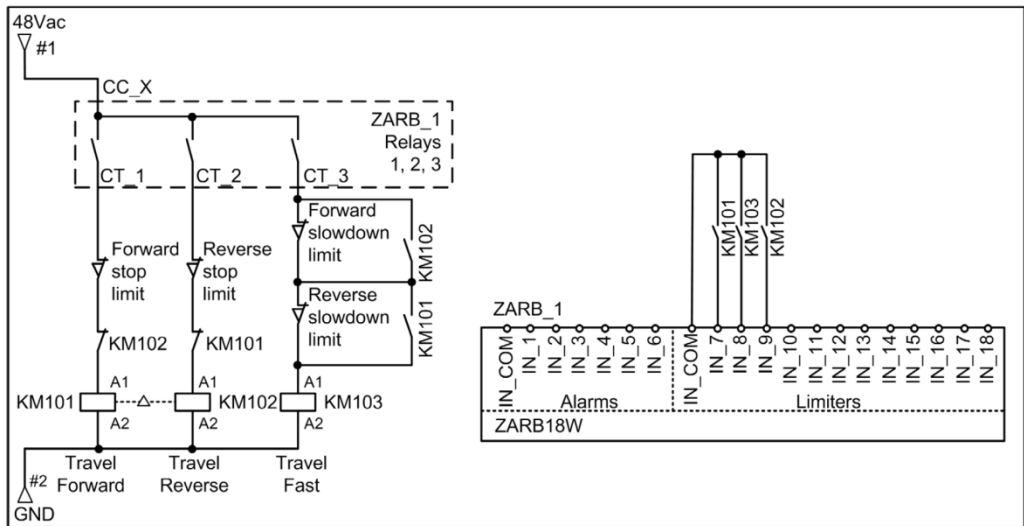 48Vac
#1
CC_X
ZARB_1
Relays
1, 2, 3
CT_1
CT_2
CT_3
Forward
stop
limit
Reverse
stop
limit
Forward
slowdown
limit
KM102
Reverse
slowdown
limit
KM101
KM102
KM101
A1
A1
A1
KM101
KM102
KM103
A2
A2
A2
#2
Travel
Forward
Travel
Reverse
Travel
Fast
GND
KM101
KM103
KM102
ZARB_1
IN_COM
IN_1
IN_2
IN_3
IN_4
IN_5
IN_6
IN_COM
IN_7
IN_8
IN_9
IN_10
IN_11
IN_12
IN_13
IN_14
IN_15
IN_16
IN_17
IN_18
Alarms
Limiters
ZARB18W